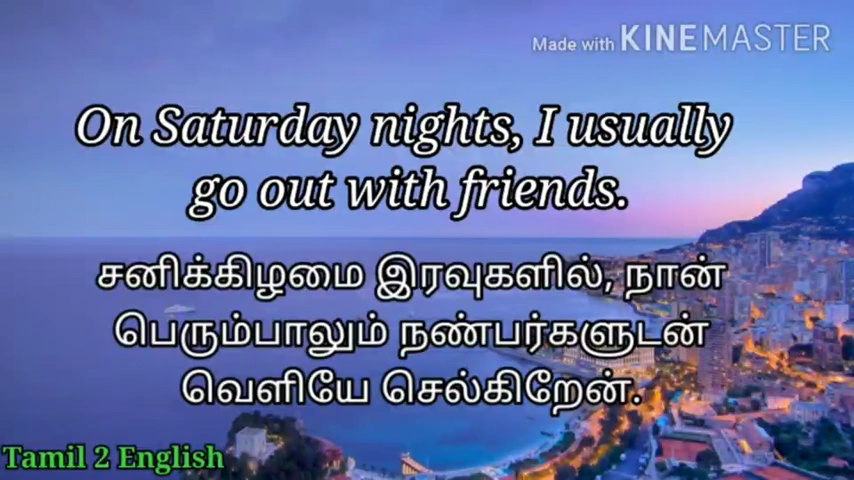 Made with KINEMASTER
On Saturday nights, I usually
go out with friends.
சனிக்கிழமை இரவுகளில், நான்
பெரும்பாலும் நண்பர்களுடன்
வெளியே செல்கிறேன்.
Tamil 2 English